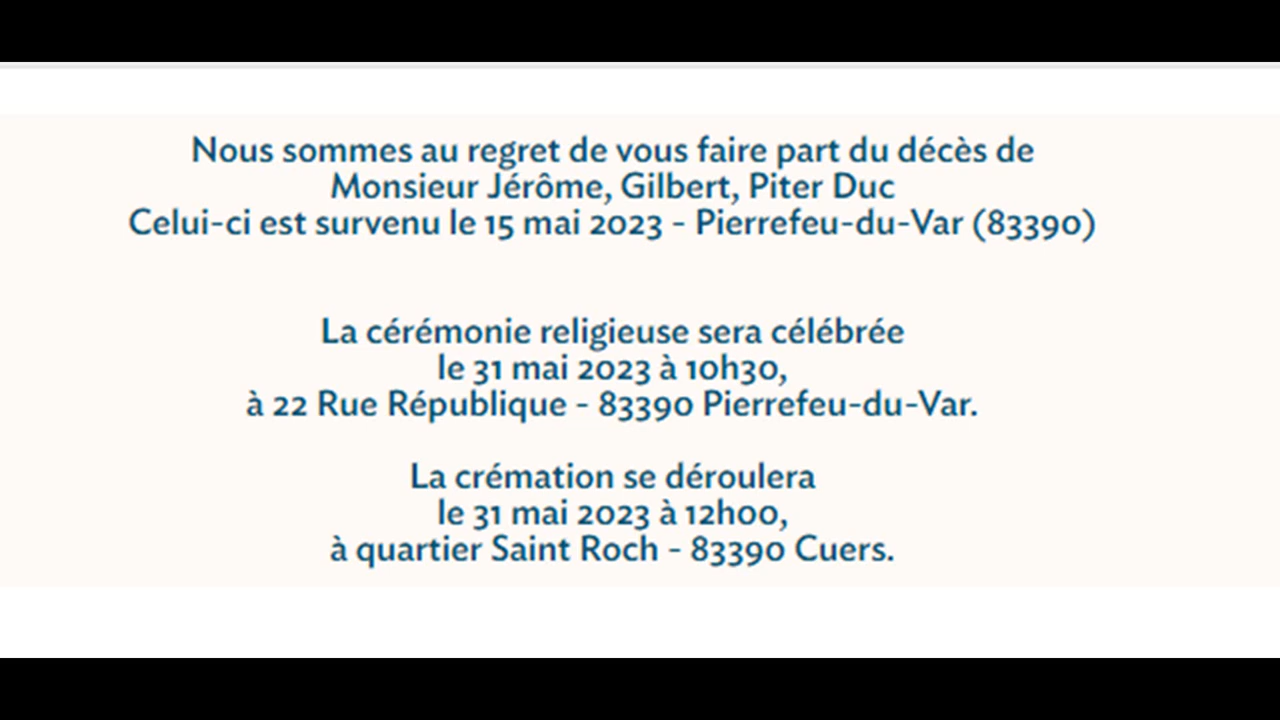 Nous sommes au regret de vous faire part du décès de
Monsieur Jérôme, Gilbert, Piter Duc
Celui-ci est survenu le 15 mai 2023 - Pierrefeu-du-Var (83390)
La cérémonie religieuse sera célébrée
le 31 mai 2023 à 10h30,
à 22 Rue République - 83390 Pierrefeu-du-Var.
La crémation se déroulera
le 31 mai 2023 à 12h00,
à quartier Saint Roch - 83390 Cuers.